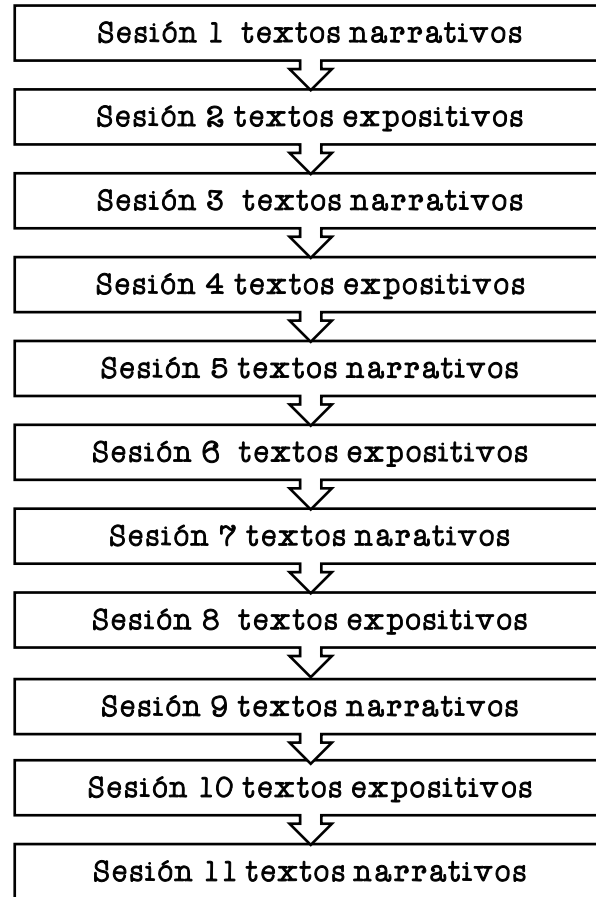 Sesión 1 textos narrativos
Sesión 2 textos expositivos
Sesión 3 textos narrativos
Sesión 4 textos expositivos
Sesión 5 textos narrativos
Sesión 6 textos expositivos
Sesión 7 textos narativos
Sesión 8 textos expositivos
Sesión 9 textos narrativos
Sesión 10 textos expositivos
Sesión 11 textos narrativos